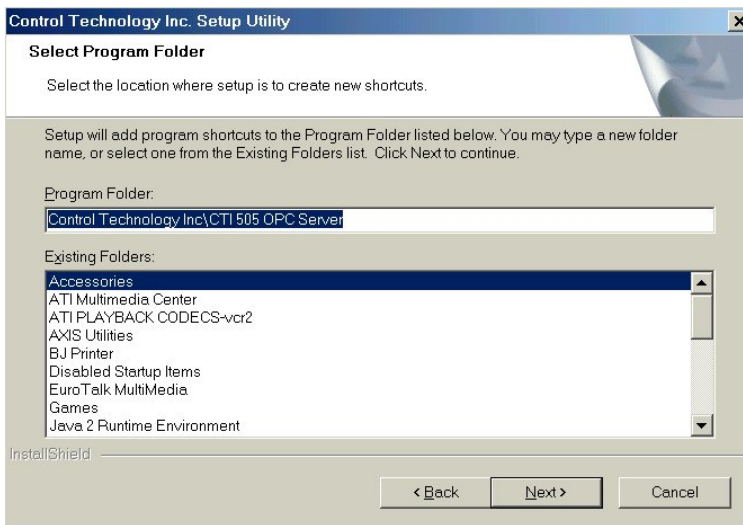 Control Technology Inc. Setup Utility
Select Program Folder
Select the location where setup is to create new shortcuts.
Setup will add program shortcuts to the Program Folder listed below. You may type a new folder
name, or select one from the Existing Folders list. Click Next to continue.
Program Folder:
Control Technology Inc\CTI 505 OPC Server
Existing Folders:
Accessories
ATI Multimedia Center
ATI PLAYBACK CODECS-vcr2
AXIS Utilities
BJ Printer
Disabled Startup Items
EuroTalk MultiMedia
Games
Java 2 Runtime Environment
InstallShield
< Back Next > Cancel